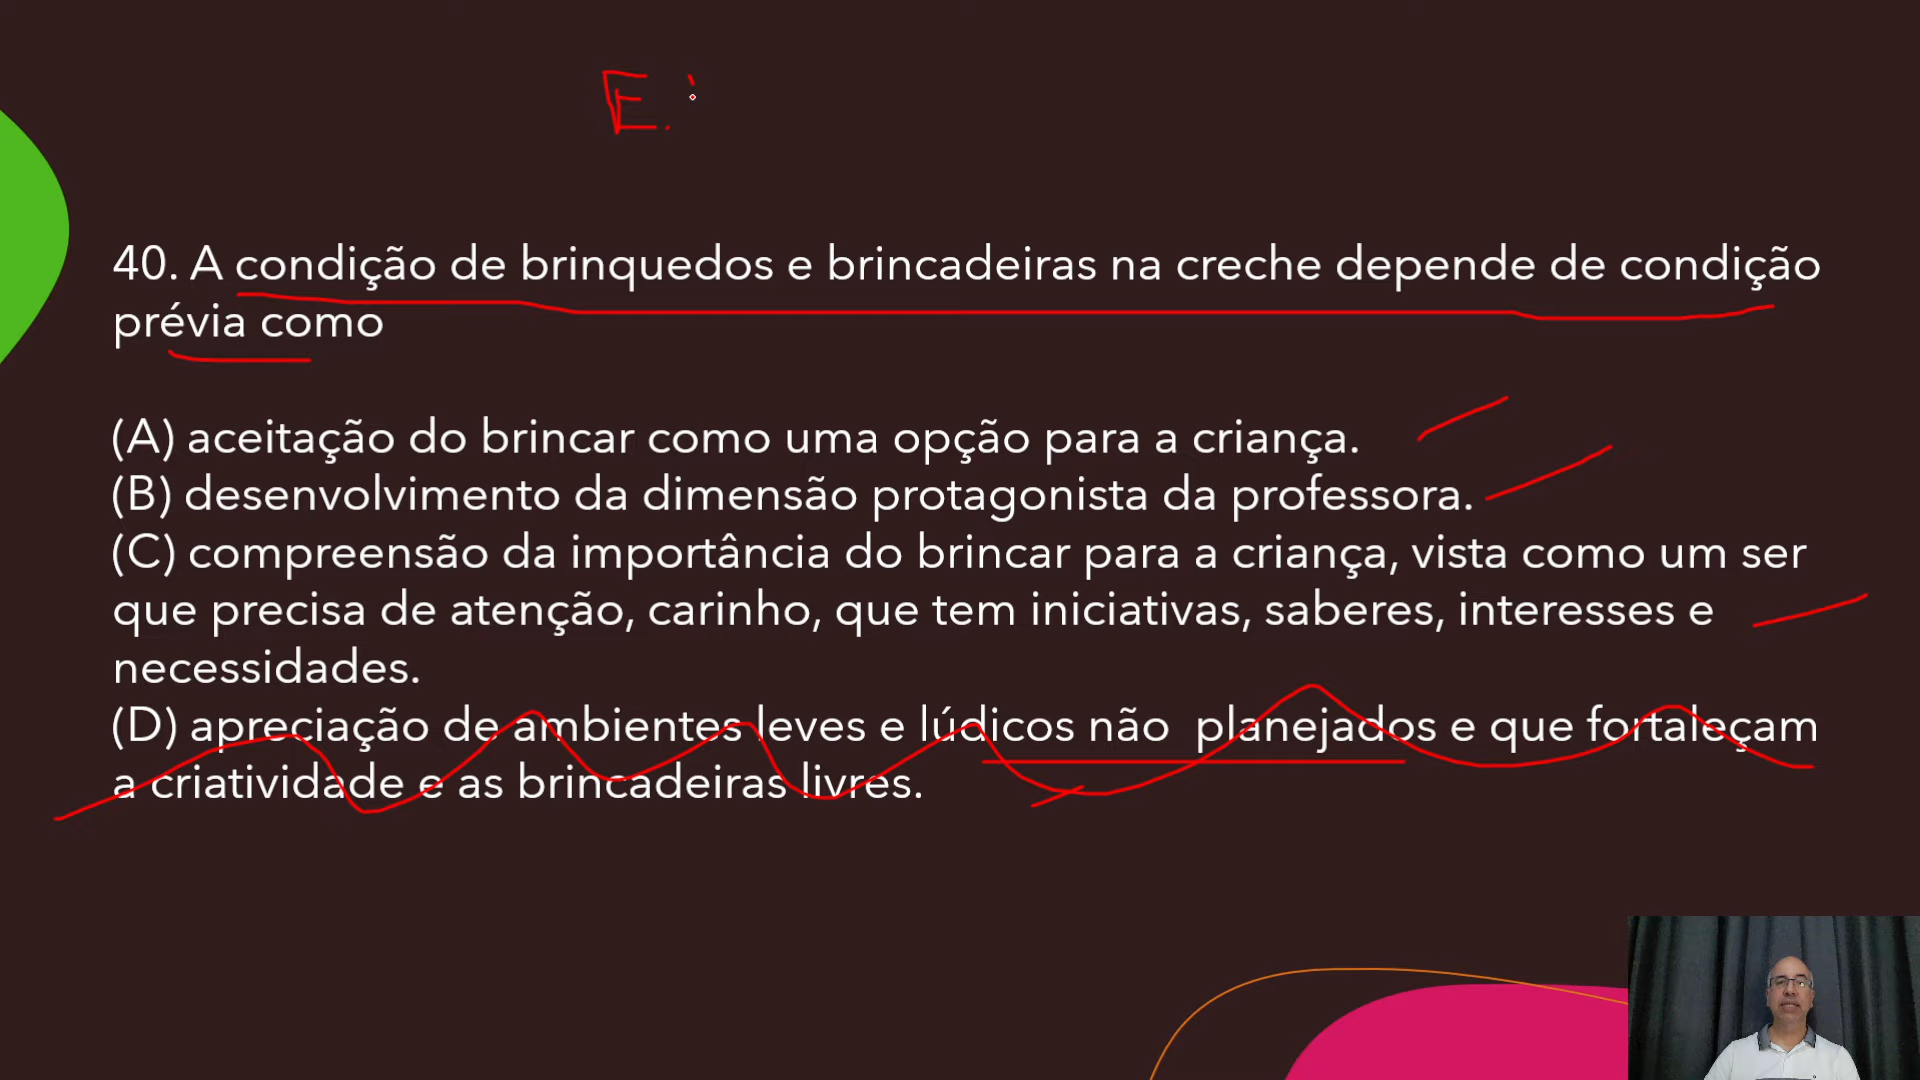 E.
40. A condição de brinquedos e brincadeiras na creche depende de condição
prévia como
(A) aceitação do brincar como uma opção para a criança.
(B) desenvolvimento da dimensão protagonista da professora.
(C) compreensão da importância do brincar para a criança, vista como um ser
que precisa de atenção, carinho, que tem iniciativas, saberes, interesses e
necessidades.
(D) apreciação de ambientes leves e lúdicos não planejados e que fortaleçam
a criatividade e as brincadeiras livres.